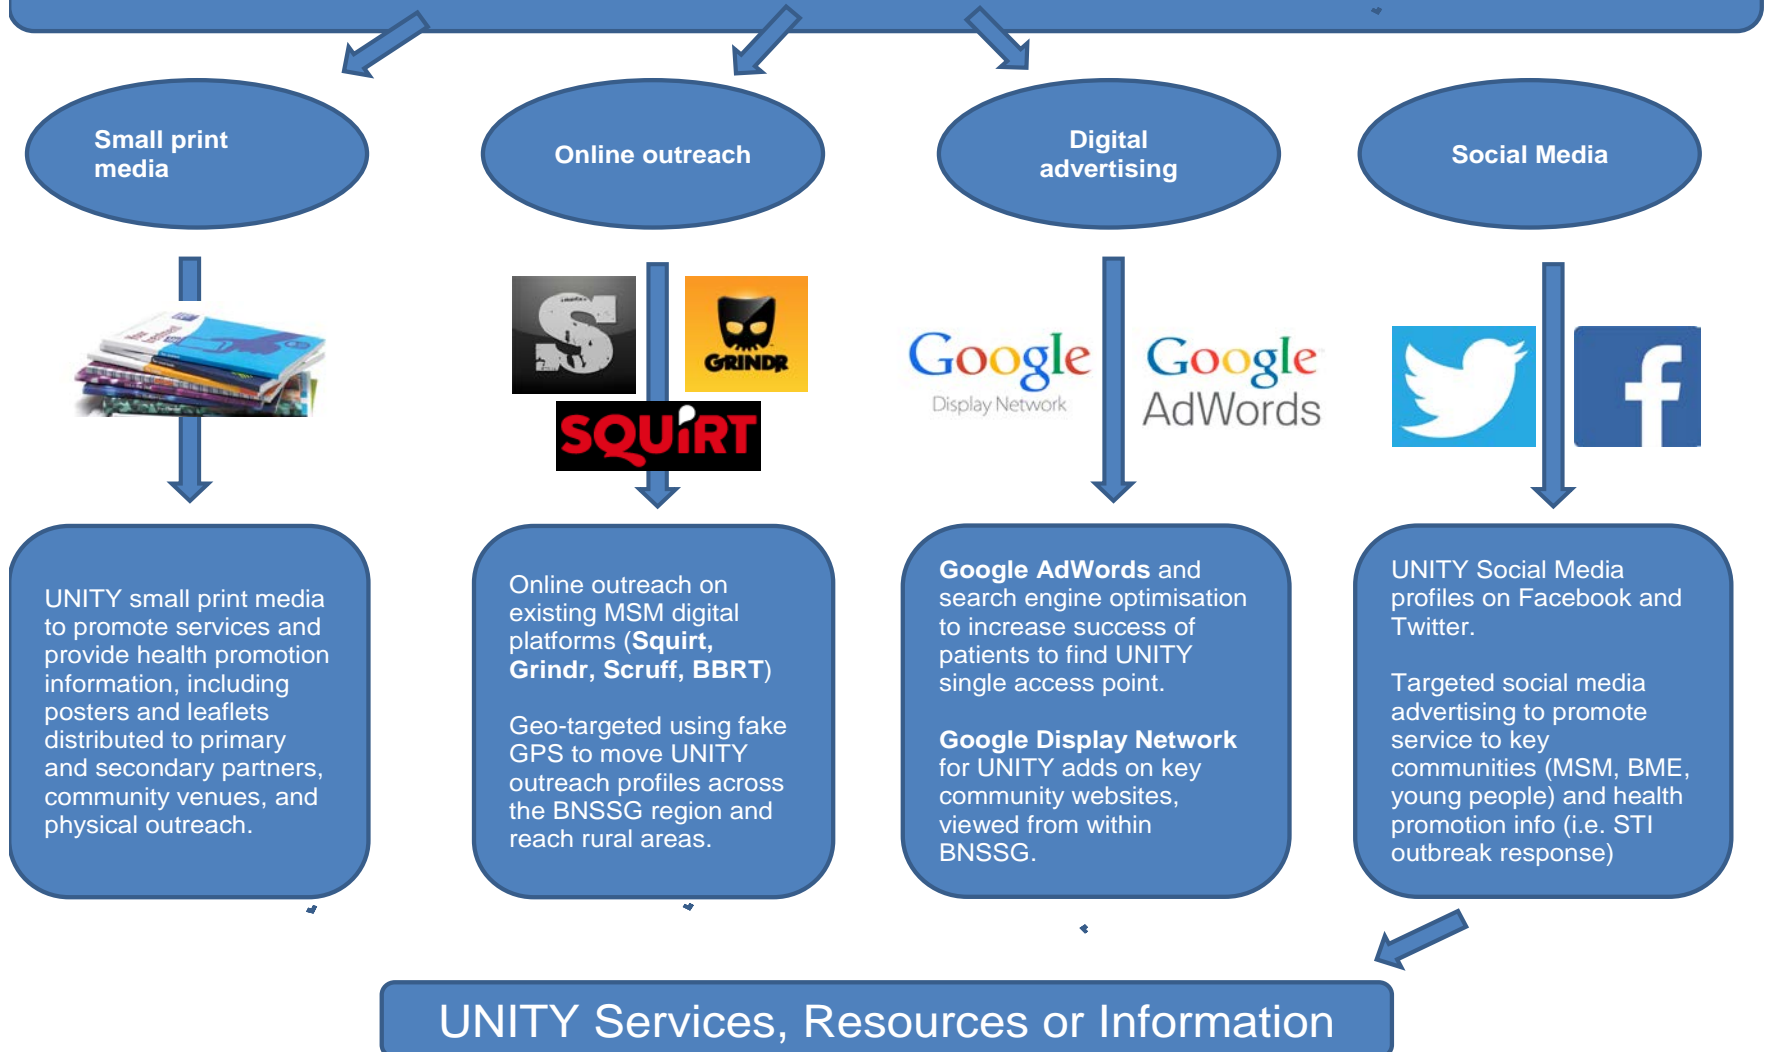 Small print
media
Online outreach
Digital
advertising
Social Media
S
GRINDR
SQUIRT
Google
Display Network
Google
AdWords
f
UNITY small print media
to promote services and
provide health promotion
information, including
posters and leaflets
distributed to primary
and secondary partners,
community venues, and
physical outreach.
Online outreach on
existing MSM digital
platforms (Squirt,
Grindr, Scruff, BBRT)
Geo-targeted using fake
GPS to move UNITY
outreach profiles across
the BNSSG region and
reach rural areas.
Google AdWords and
search engine optimisation
to increase success of
patients to find UNITY
single access point.
Google Display Network
for UNITY adds on key
community websites,
viewed from within
BNSSG.
UNITY Social Media
profiles on Facebook and
Twitter.
Targeted social media
advertising to promote
service to key
communities (MSM, BME,
young people) and health
promotion info (i.e. STI
outbreak response)
UNITY Services, Resources or Information